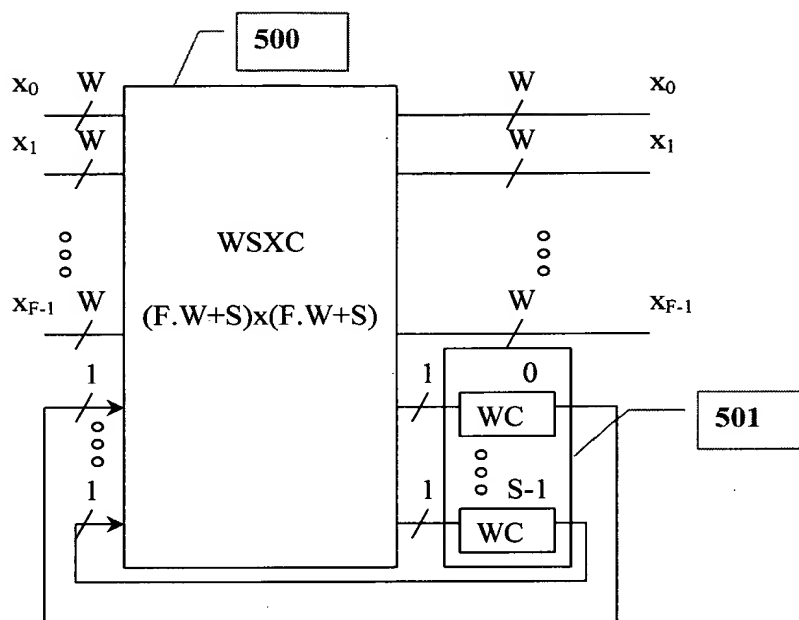 500
x0 W W x0
x1 W W x1
WSXC
xF-1 W (F.W+S)x(F.W+S) W xF-1
1 1 0
WC
501
1 1 S-1
WC